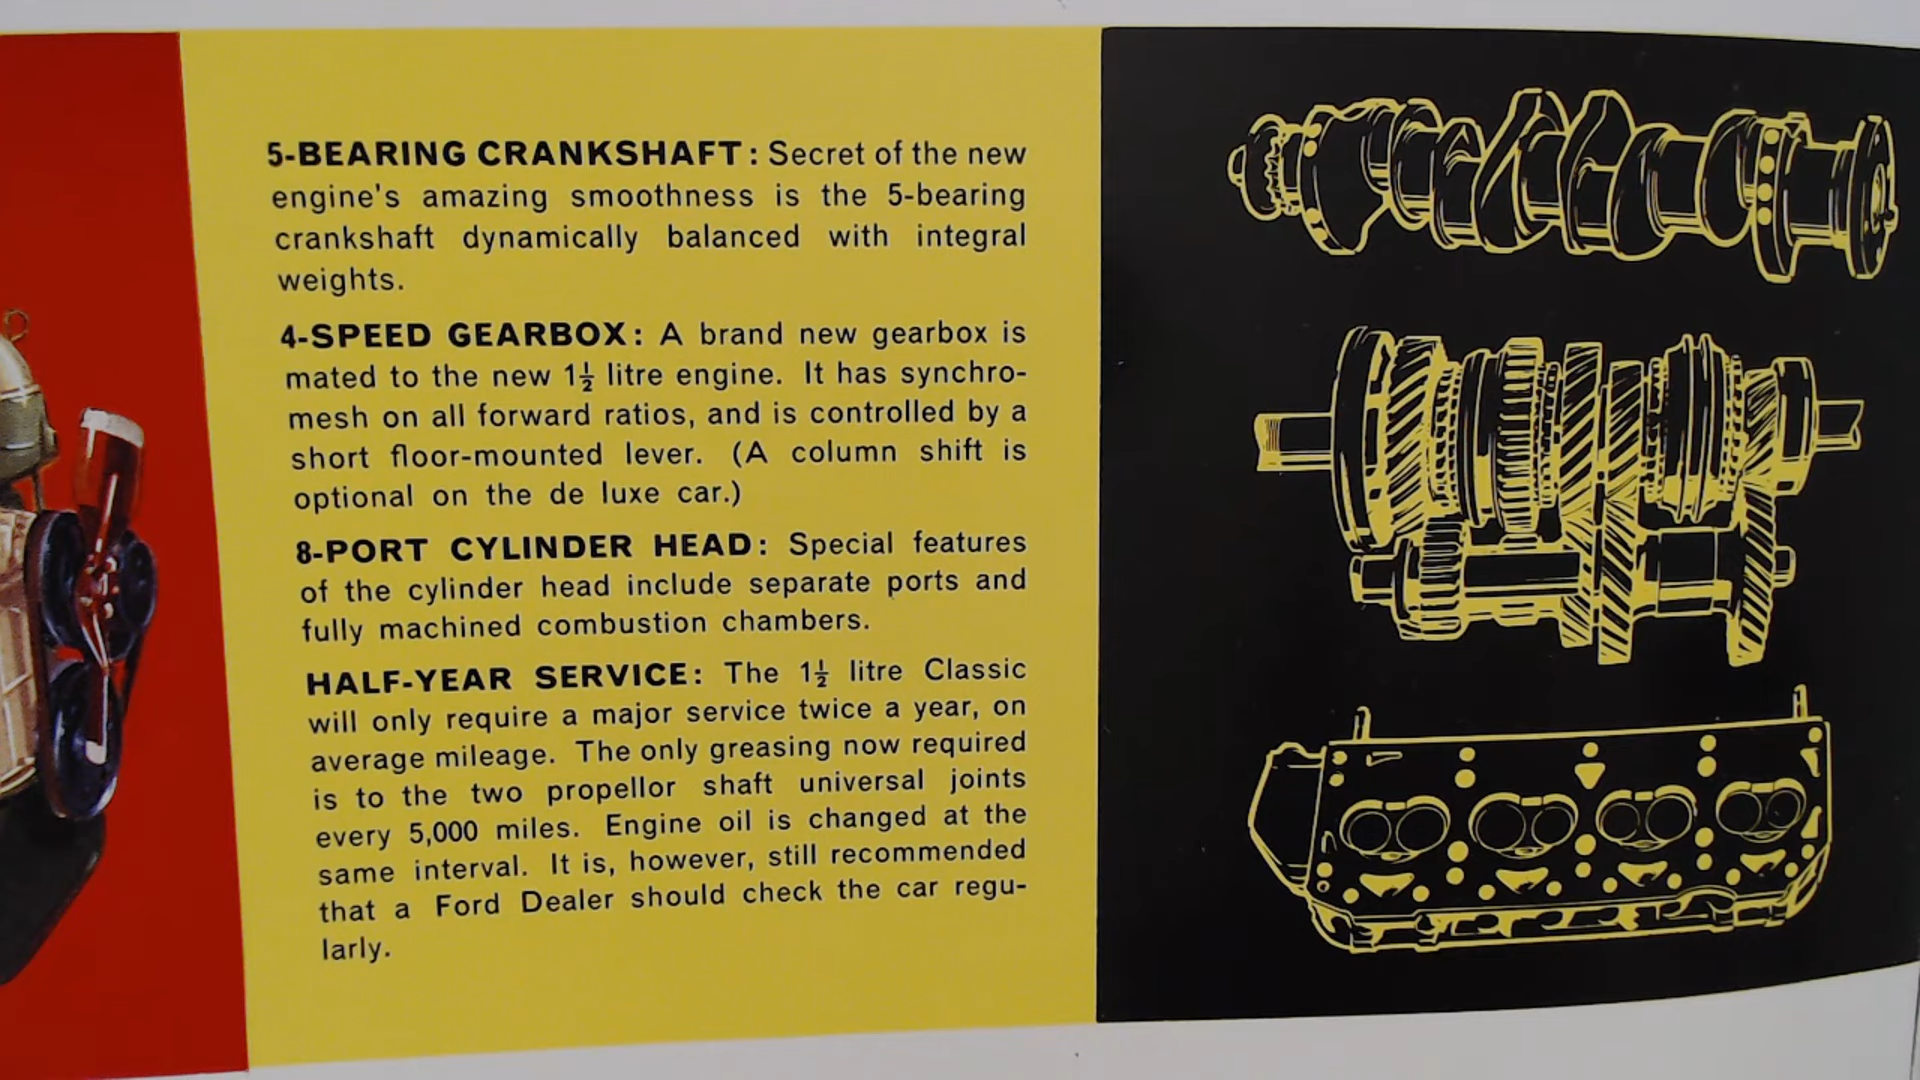 5-BEARING CRANKSHAFT: Secret of the new
engine's amazing smoothness is the 5-bearing
crankshaft dynamically balanced with integral
weights.
4-SPEED GEARBOX: A brand new gearbox is
mated to the new 1½ litre engine. It has synchro-
mesh on all forward ratios, and is controlled by a
short floor-mounted lever. (A column shift is
optional on the de luxe car.)
8-PORT CYLINDER HEAD: Special features
of the cylinder head include separate ports and
fully machined combustion chambers.
HALF-YEAR SERVICE: The 1½ litre Classic
will only require a major service twice a year, on
average mileage. The only greasing now required
is to the two propellor shaft universal joints
every 5,000 miles. Engine oil is changed at the
same interval. It is, however, still recommended
that a Ford Dealer should check the car regu-
larly.